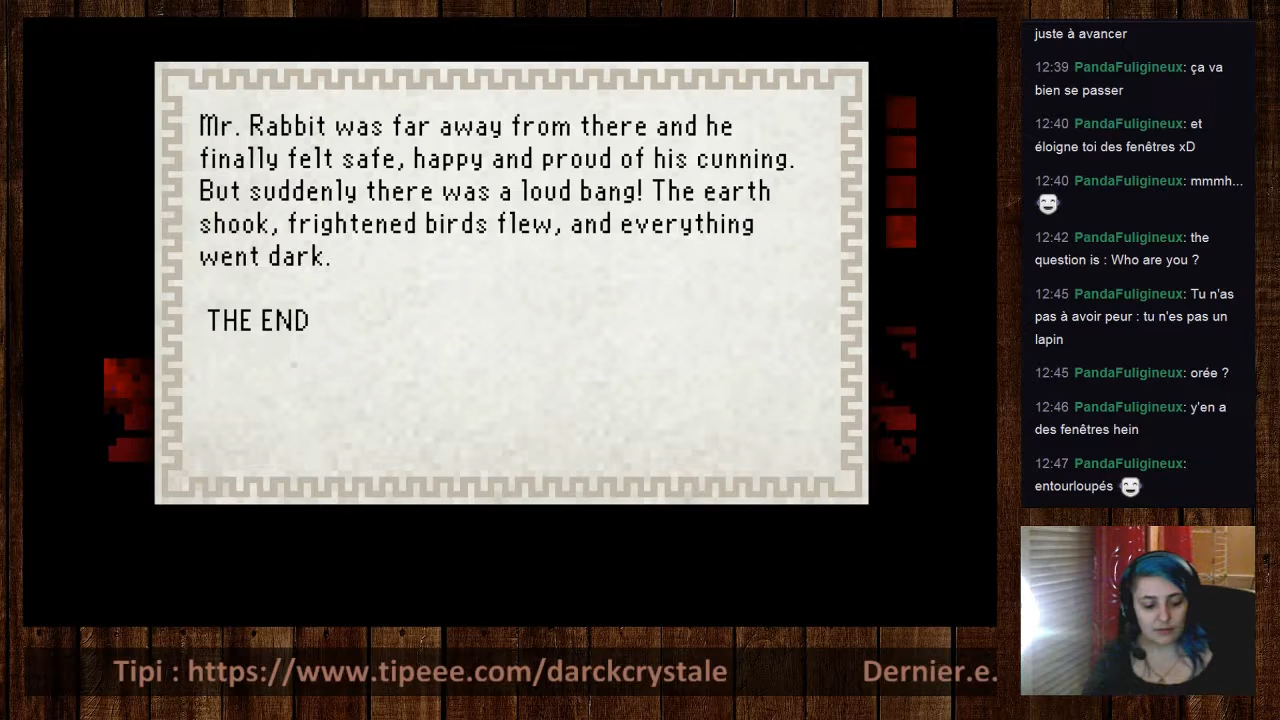 Mr. Rabbit was far away from there and he
finally felt safe, happy and proud of his cunning.
But suddenly there was a loud bang! The earth
shook, frightened birds flew, and everything
went dark.
THE END
juste à avancer
12:39 PandaFuligineux: ça va
bien se passer
12:40 PandaFuligineux: et
éloigne toi des fenêtres xD
12:40 PandaFuligineux: mmmh...
12:42 PandaFuligineux: the
question is : Who are you ?
12:45 PandaFuligineux: Tu n'as
pas à avoir peur : tu n'es pas un
lapin
12:45 PandaFuligineux: orée ?
12:46 PandaFuligineux: y'en a
des fenêtres hein
12:47 PandaFuligineux:
entourloupés
Tipi : https://www.tipeee.com/darckcrystale
Dernier.e.